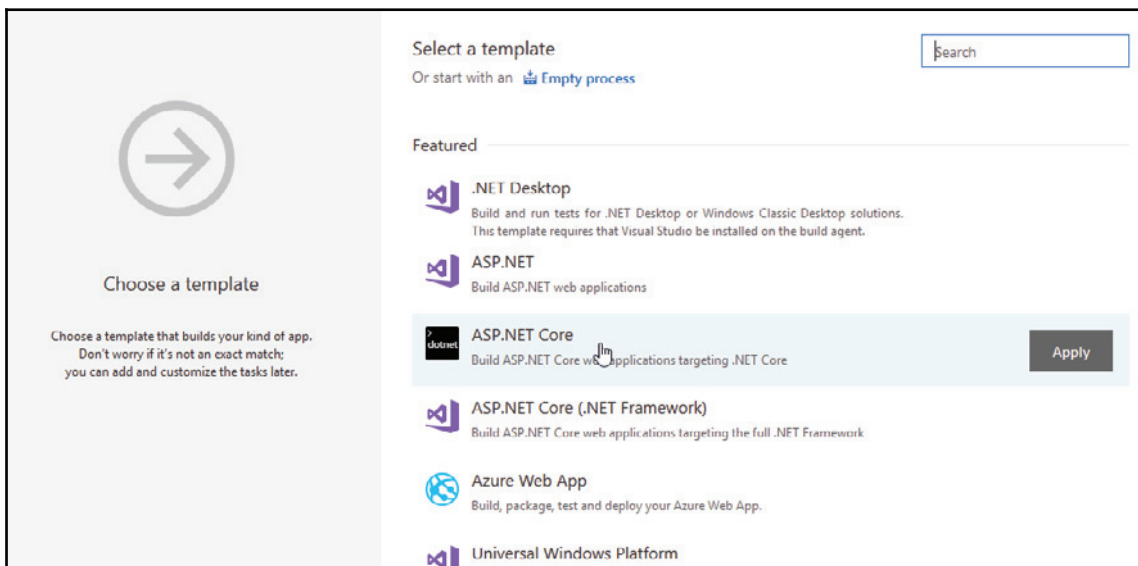 Select a template
Search
Or start with an Empty process
Featured
.NET Desktop
Build and run tests for .NET Desktop or Windows Classic Desktop solutions.
This template requires that Visual Studio be installed on the build agent.
ASP.NET
Build ASP.NET web applications
Choose a template
Choose a template that builds your kind of app.
Don't worry if it's not an exact match;
you can add and customize the tasks later.
>
dotnet
ASP.NET Core
Build ASP.NET Core web applications targeting .NET Core
Apply
ASP.NET Core (.NET Framework)
Build ASP.NET Core web applications targeting the full .NET Framework
Azure Web App
Build, package, test and deploy your Azure Web App.
Universal Windows Platform